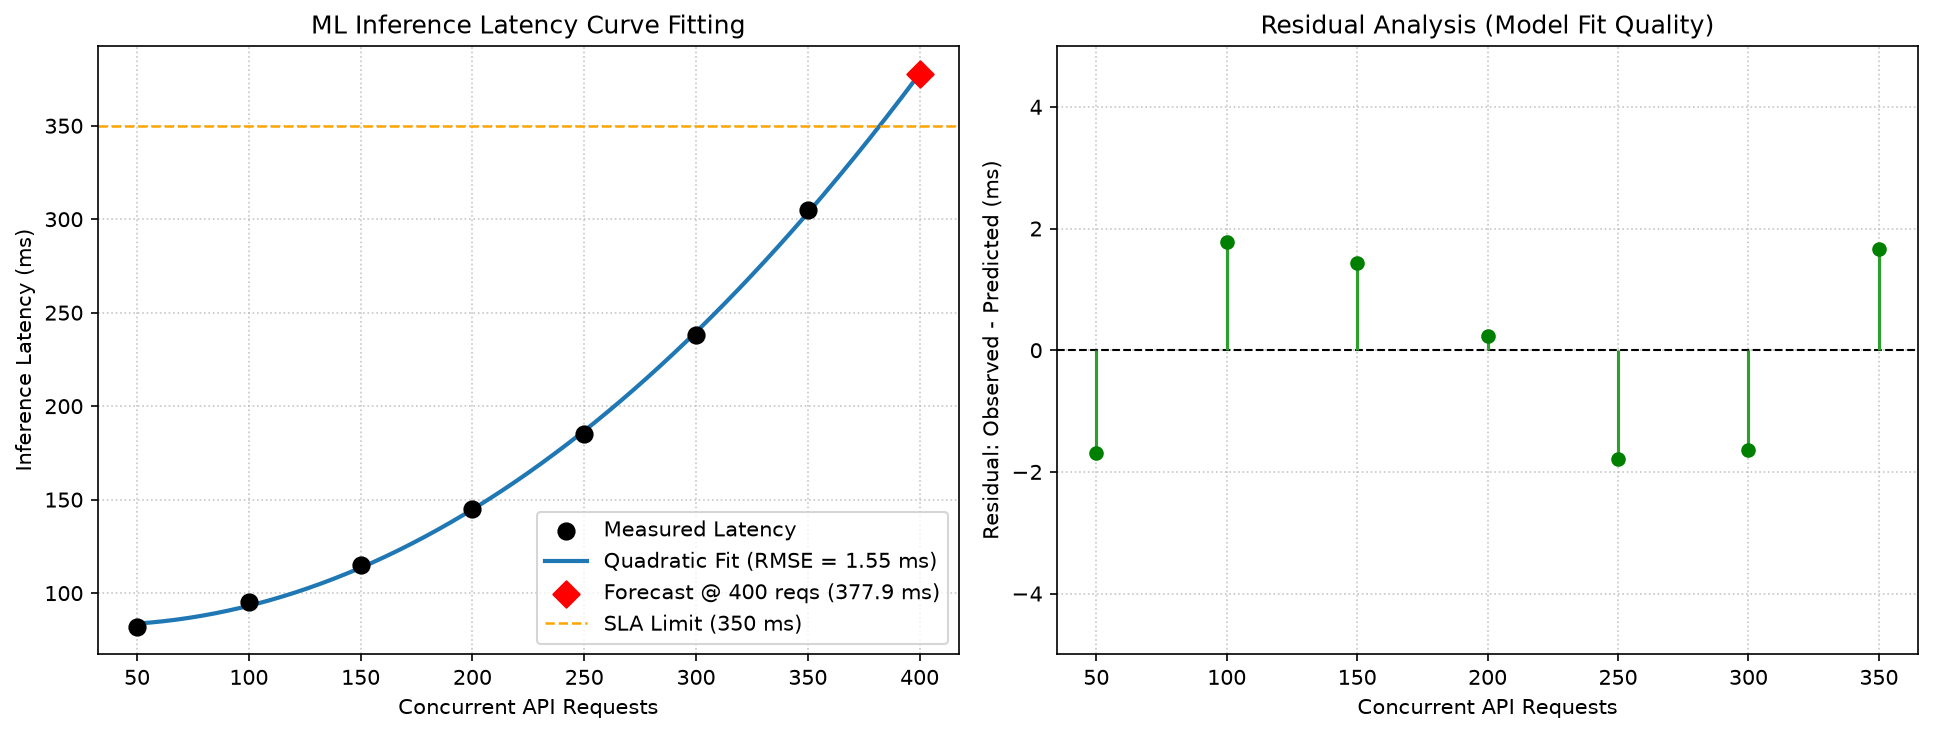 ML Inference Latency Curve Fitting
Inference Latency (ms)
350
300
250
200
150
100
Measured Latency
Quadratic Fit (RMSE = 1.55 ms)
Forecast @ 400 reqs (377.9 ms)
SLA Limit (350 ms)
50 100 150 200 250 300 350 400
Concurrent API Requests
Residual Analysis (Model Fit Quality)
Residual: Observed - Predicted (ms)
4
2
0
−2
−4
50 100 150 200 250 300 350
Concurrent API Requests